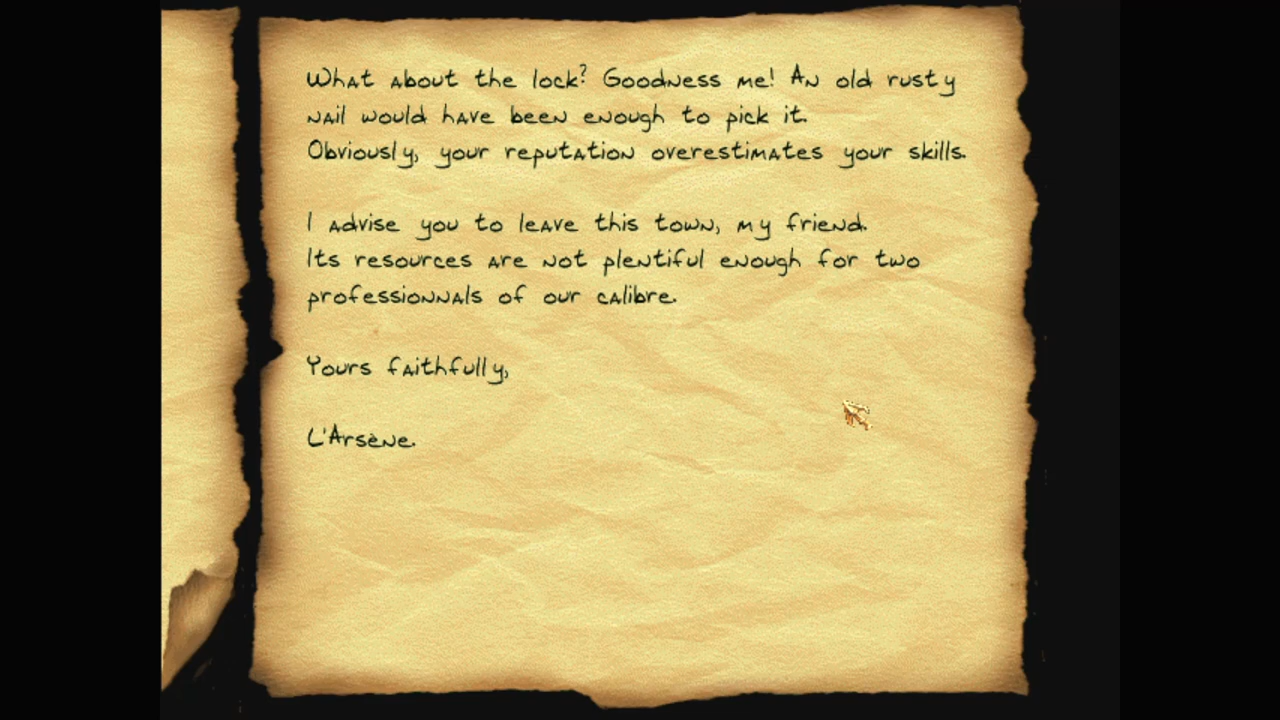 What about the lock? Goodness me! An old rusty
nail would have been enough to pick it.
Obviously, your reputation overestimates your skills.
I advise you to leave this town, my friend.
Its resources are not plentiful enough for two
professionnals of our calibre.
Yours faithfully,
L'Arsène.